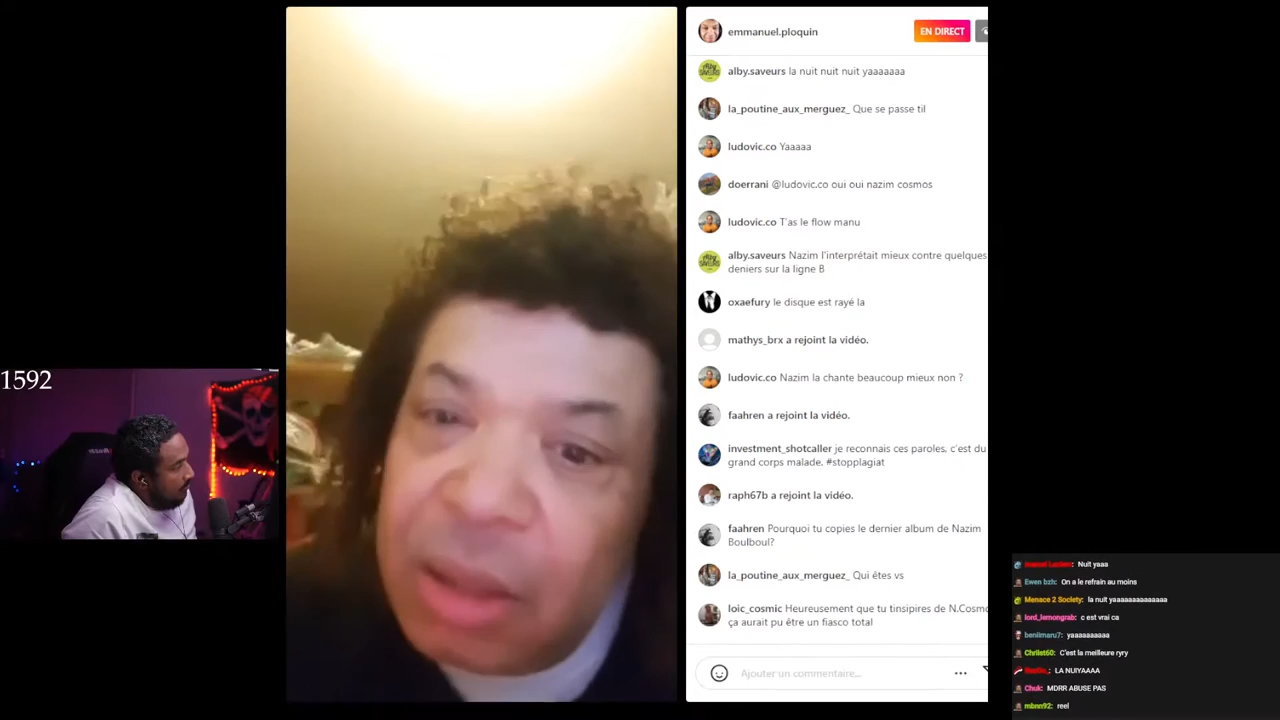 emmanuel.ploquin
EN DIRECT
alby.saveurs la nuit nuit nuit yaaaaaaa
la_poutine_aux_merguez_ Que se passe til
ludovic.co Yaaaaa
doerrani @ludovic.co oui oui nazim cosmos
ludovic.co T'as le flow manu
alby.saveurs Nazim l'interprétait mieux contre quelques
deniers sur la ligne B
oxaefury le disque est rayé la
mathys_brx a rejoint la vidéo.
ludovic.co Nazim la chante beaucoup mieux non ?
faahren a rejoint la vidéo.
investment_shotcaller je reconnais ces paroles, c'est du
grand corps malade. #stopplagiat
raph67b a rejoint la vidéo.
faahren Pourquoi tu copies le dernier album de Nazim
Boulboul?
la_poutine_aux_merguez_ Qui êtes vs
loic_cosmic Heureusement que tu tinspires de N.Cosmo
ça aurait pu être un fiasco total
Ajouter un commentaire...
1592
Nuit yaaa
Ewen bzh: On a le refrain au moins
Menace 2 Society: la nuit yaaaaaaaaaaaaa
lord_lemongrab: c est vrai ca
beniimaru7: yaaaaaaaaa
Christ60: C'est la meilleure ryry
LA NUIYAAAA
Chuk: MDRR ABUSE PAS
mbnn92: reel